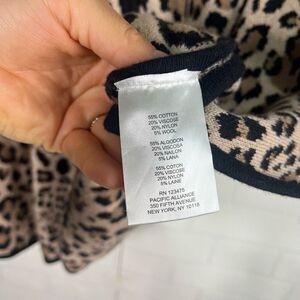 55% COTTON
20% VISCOSE
20% NYLON
5% WOOL
55% ALGODON
20% VISCOSA
20% NAILON
5% LANA
55% COTON
20% VISCOSE
20% NYLON
5% LAINE
RN 123475
PACIFIC ALLIANCE
350 FIFTH AVENUE
NEW YORK, NY 10118